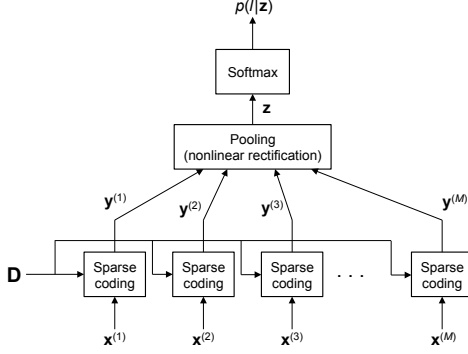 p(l|z)
Softmax
z
Pooling
(nonlinear rectification)
y(1)
y(2)
y(3)
y(M)
D
Sparse
coding
Sparse
coding
Sparse
coding
. . .
Sparse
coding
x(1)
x(2)
x(3)
x(M)